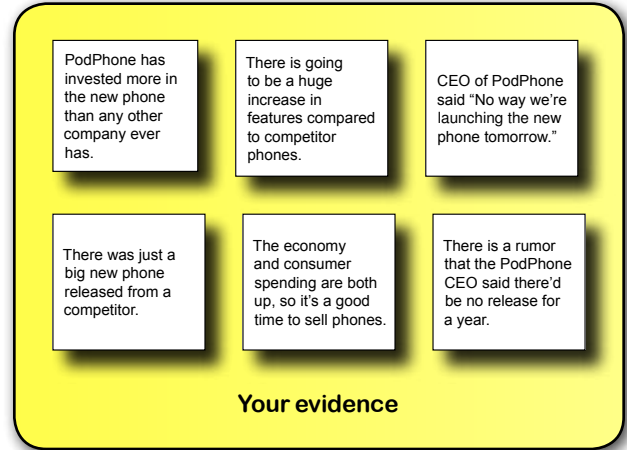 PodPhone has
invested more in
the new phone
than any other
company ever
has.
There is going
to be a huge
increase in
features compared
to competitor
phones.
CEO of PodPhone
said “No way we’re
launching the new
phone tomorrow.”
There was just a
big new phone
released from a
competitor.
The economy
and consumer
spending are both
up, so it’s a good
time to sell phones.
There is a rumor
that the PodPhone
CEO said there’d
be no release for
a year.
Your evidence